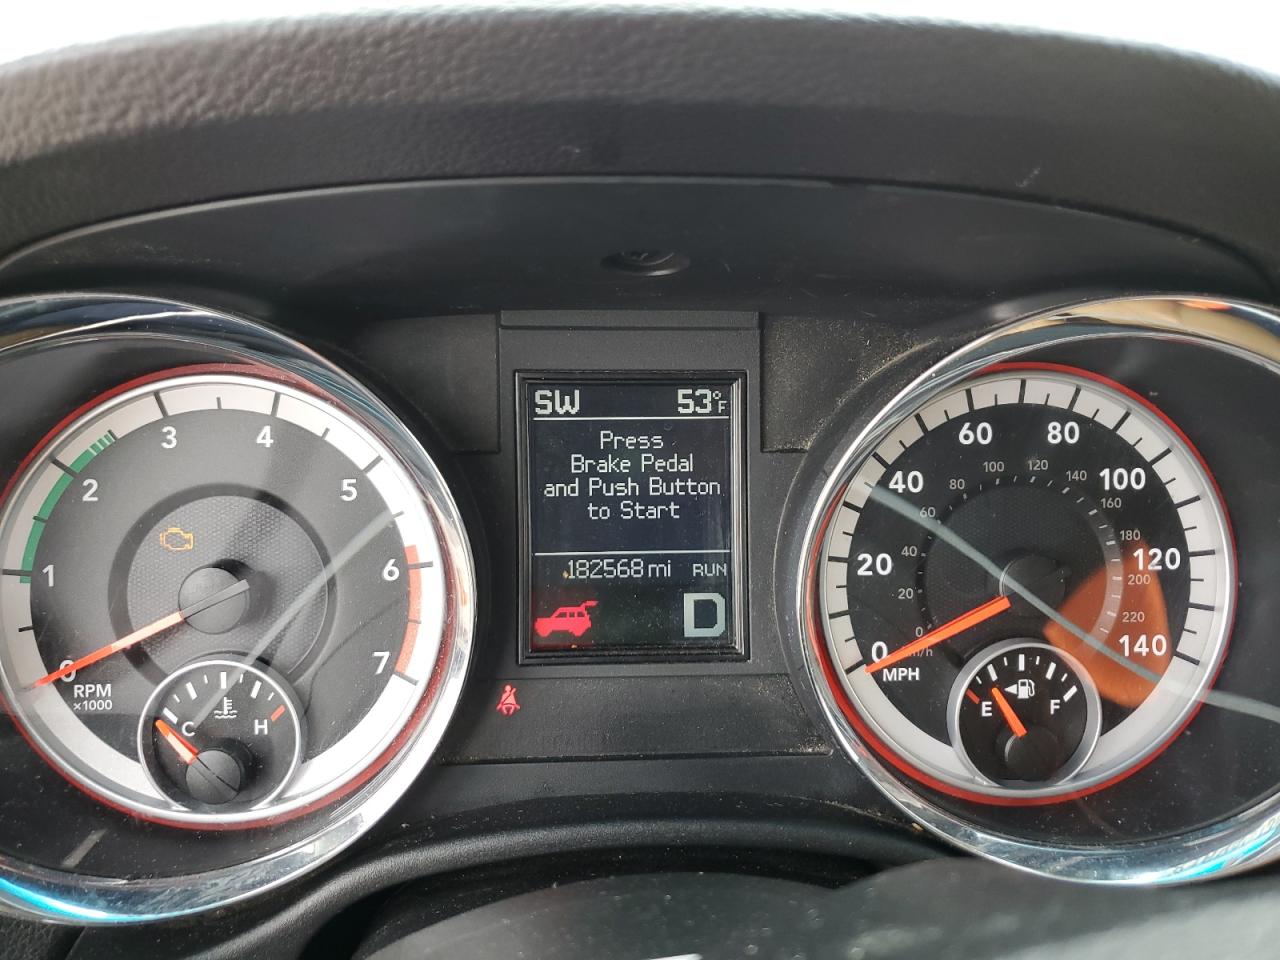 SW 53°F
Press
Brake Pedal
and Push Button
to Start
182568 mi RUN
D
0 1 2 3 4 5 6 7
RPM
x1000
C H
0 20 40 60 80 100 120 140
0 20 40 60 80 100 120 140 160 180 200 220
km/h
MPH
E F